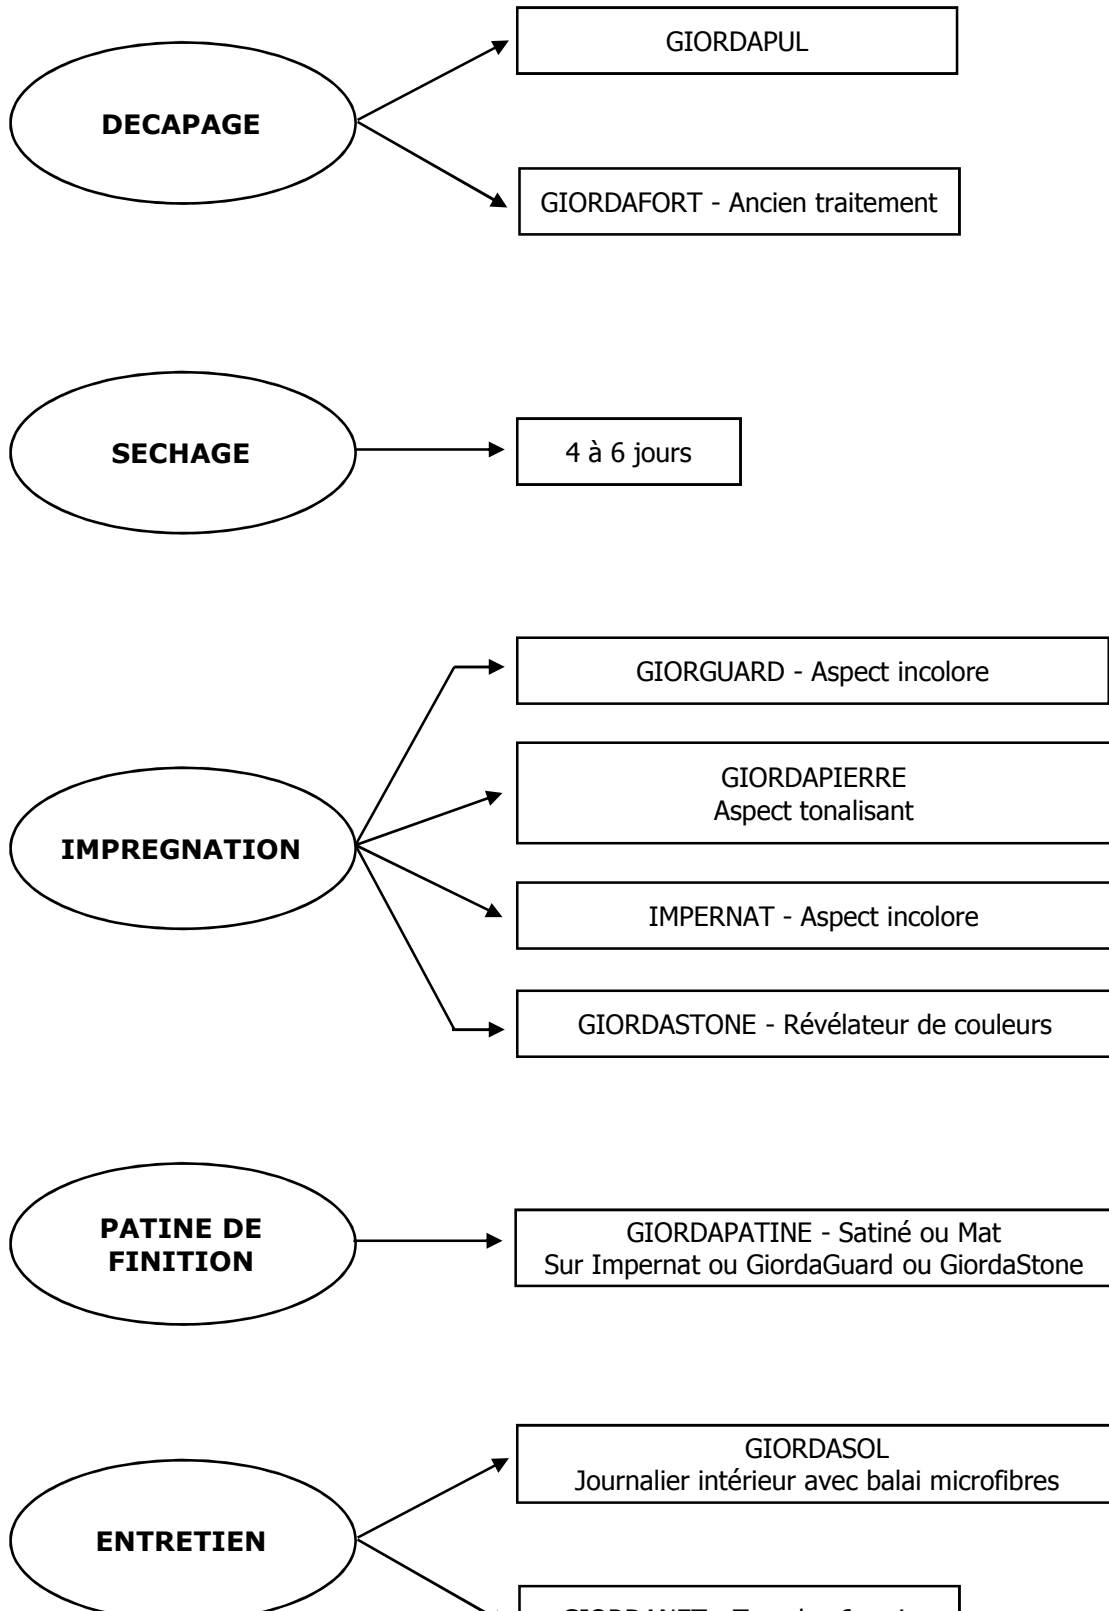 GIORDAPUL
DECAPAGE
GIORDAFORT - Ancien traitement
SECHAGE
4 à 6 jours
GIORGUARD - Aspect incolore
GIORDAPIERRE
Aspect tonalisant
IMPREGNATION
IMPERNAT - Aspect incolore
GIORDASTONE - Révélateur de couleurs
PATINE DE
FINITION
GIORDAPATINE - Satiné ou Mat
Sur Impernat ou GiordaGuard ou GiordaStone
GIORDASOL
Journalier intérieur avec balai microfibres
ENTRETIEN